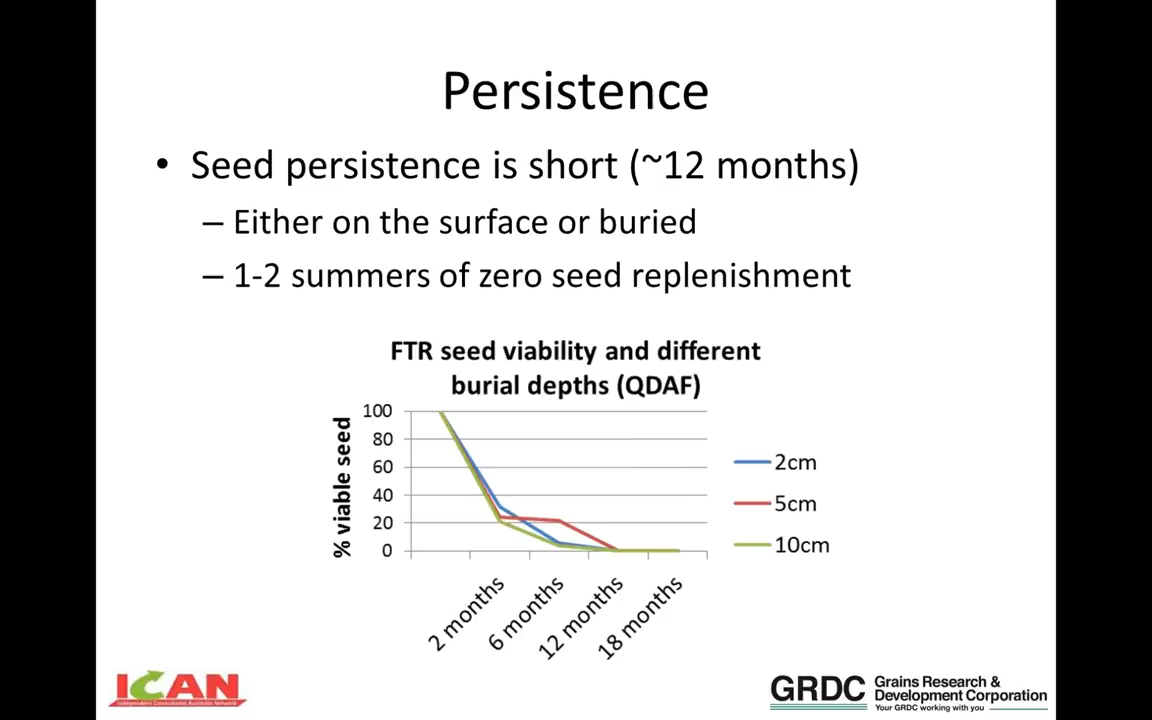 Persistence
• Seed persistence is short (~12 months)
– Either on the surface or buried
– 1-2 summers of zero seed replenishment
FTR seed viability and different
burial depths (QDAF)
% viable seed
100
80
60
40
20
0
2 months
6 months
12 months
18 months
2cm
5cm
10cm
ICAN
Independent Consultants Australia Network
GRDC
Grains Research &
Development Corporation
Your GRDC working with you